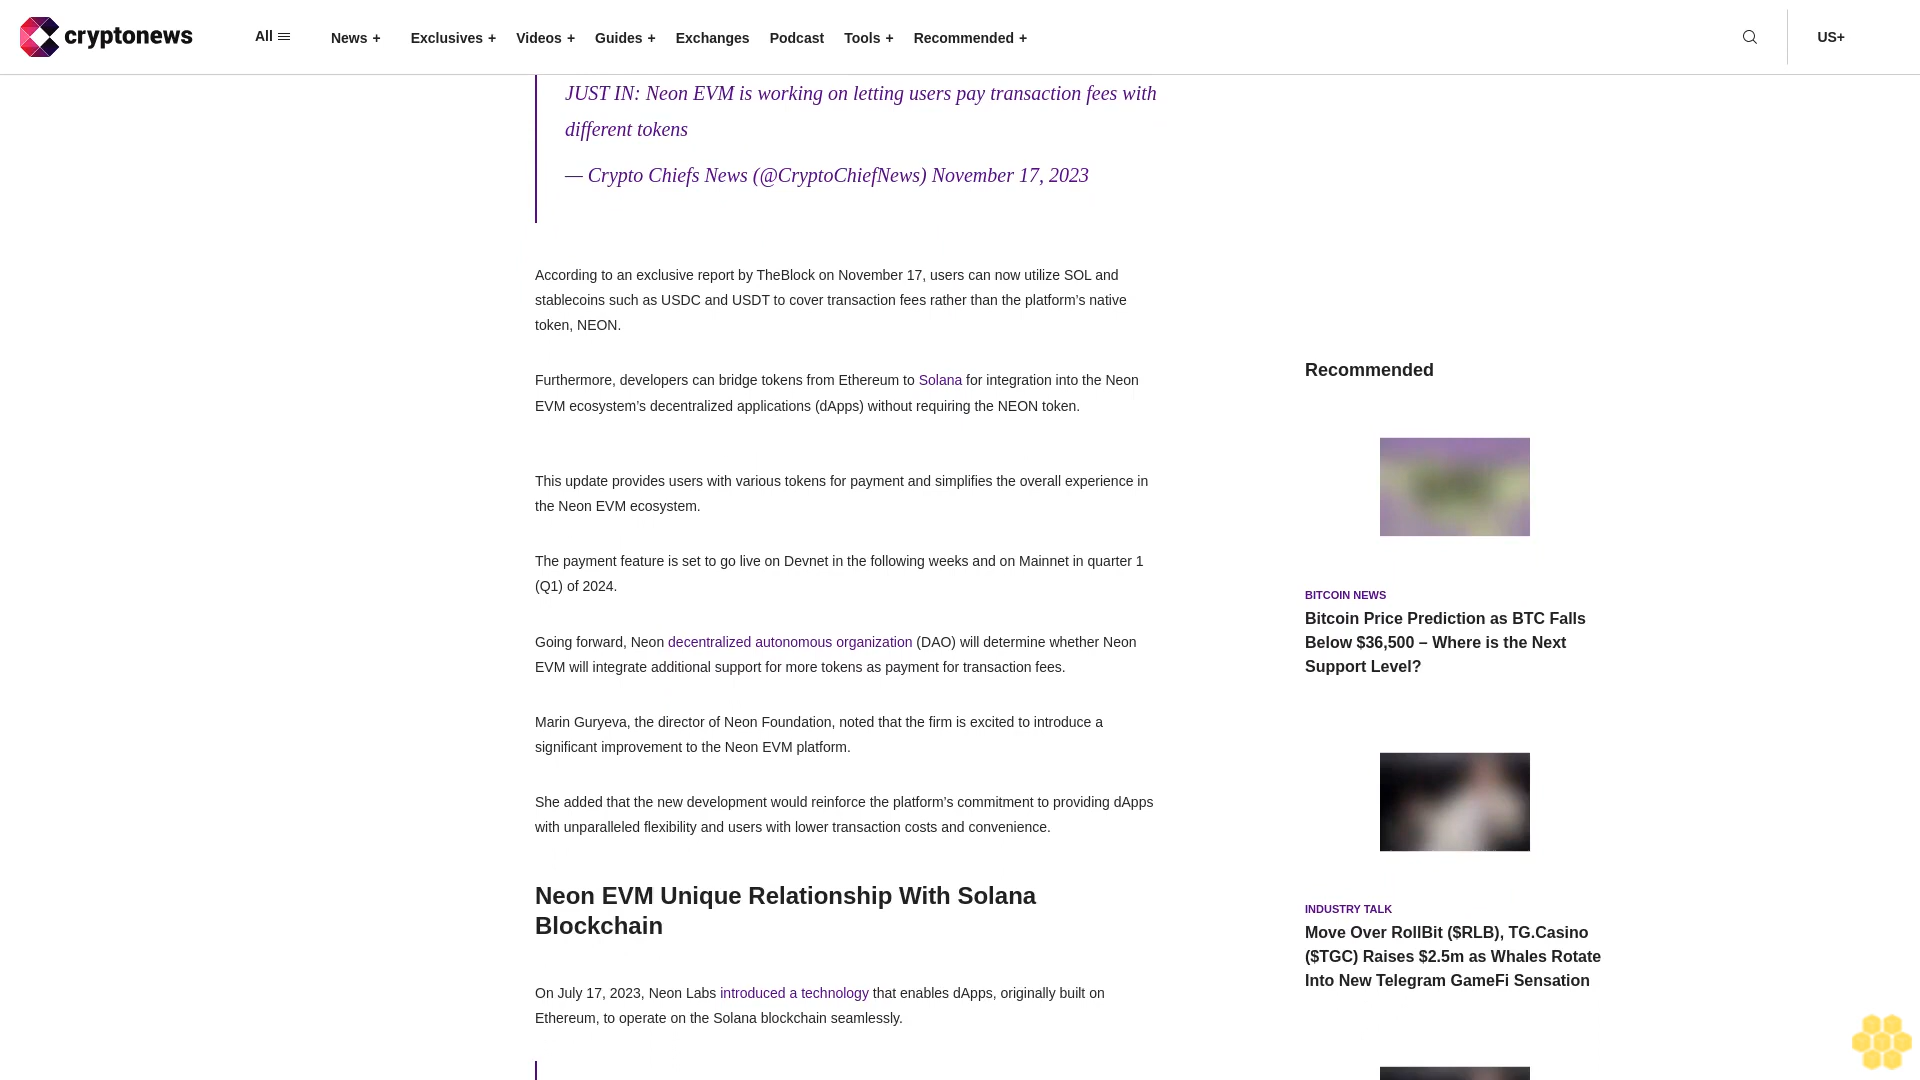 cryptonews
All
News +
Exclusives +
Videos +
Guides +
Exchanges
Podcast
Tools +
Recommended +
US+
JUST IN: Neon EVM is working on letting users pay transaction fees with
different tokens
— Crypto Chiefs News (@CryptoChiefNews) November 17, 2023
According to an exclusive report by TheBlock on November 17, users can now utilize SOL and
stablecoins such as USDC and USDT to cover transaction fees rather than the platform’s native
token, NEON.
Furthermore, developers can bridge tokens from Ethereum to Solana for integration into the Neon
EVM ecosystem’s decentralized applications (dApps) without requiring the NEON token.
This update provides users with various tokens for payment and simplifies the overall experience in
the Neon EVM ecosystem.
The payment feature is set to go live on Devnet in the following weeks and on Mainnet in quarter 1
(Q1) of 2024.
Going forward, Neon decentralized autonomous organization (DAO) will determine whether Neon
EVM will integrate additional support for more tokens as payment for transaction fees.
Marin Guryeva, the director of Neon Foundation, noted that the firm is excited to introduce a
significant improvement to the Neon EVM platform.
She added that the new development would reinforce the platform’s commitment to providing dApps
with unparalleled flexibility and users with lower transaction costs and convenience.
Neon EVM Unique Relationship With Solana
Blockchain
On July 17, 2023, Neon Labs introduced a technology that enables dApps, originally built on
Ethereum, to operate on the Solana blockchain seamlessly.
Recommended
BITCOIN NEWS
Bitcoin Price Prediction as BTC Falls
Below $36,500 – Where is the Next
Support Level?
INDUSTRY TALK
Move Over RollBit ($RLB), TG.Casino
($TGC) Raises $2.5m as Whales Rotate
Into New Telegram GameFi Sensation